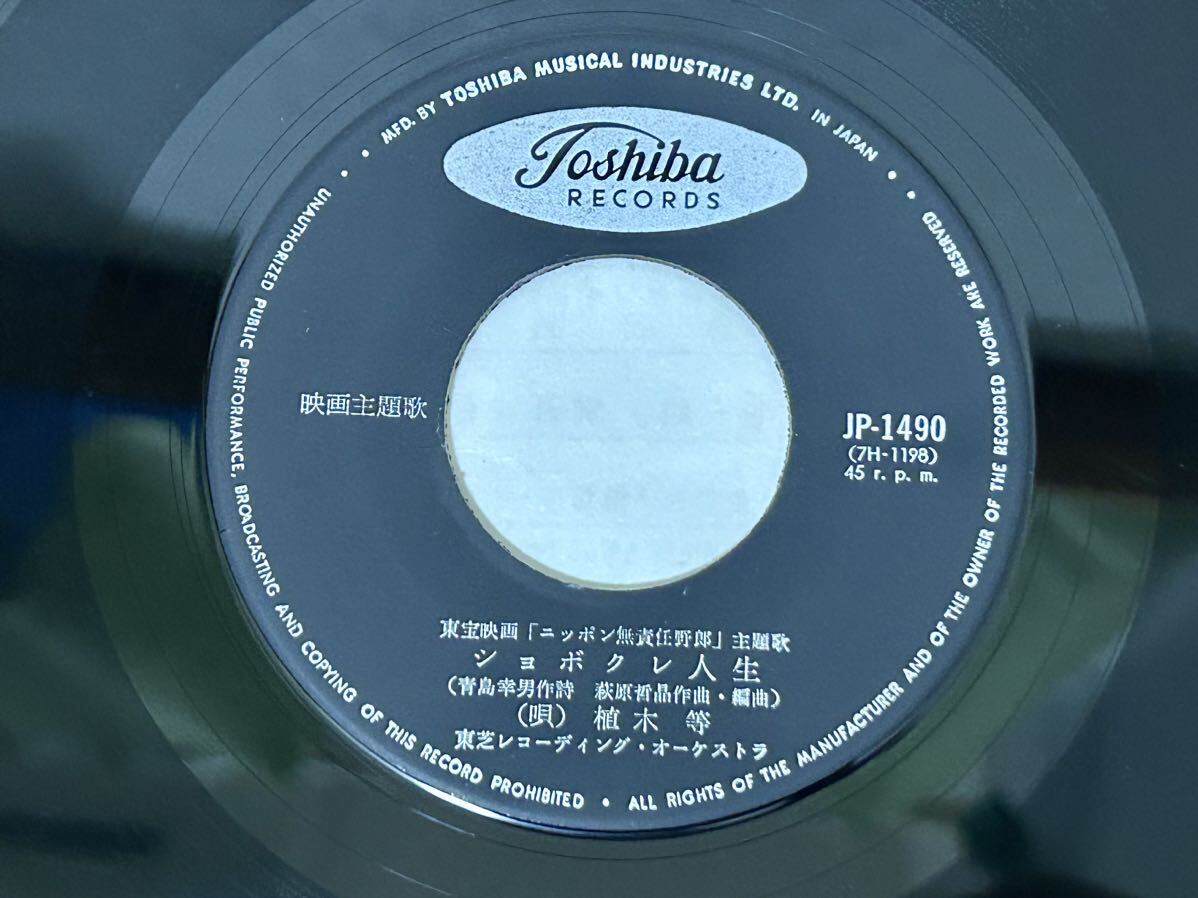 • MFD. BY TOSHIBA MUSICAL INDUSTRIES LTD. IN JAPAN •
Toshiba
RECORDS
映画主題歌
JP-1490
(7H-1198)
45 r. p. m.
東宝映画「ニッポン無責任野郎」主題歌
ショボクレ人生
(青島幸男作詩 萩原哲晶作曲・編曲)
(唄) 植木等
東芝レコーディング・オーケストラ
• UNAUTHORIZED PUBLIC PERFORMANCE, BROADCASTING AND COPYING OF THIS RECORD PROHIBITED • ALL RIGHTS OF THE MANUFACTURER AND OF THE OWNER OF THE RECORDED WORK ARE RESERVED •